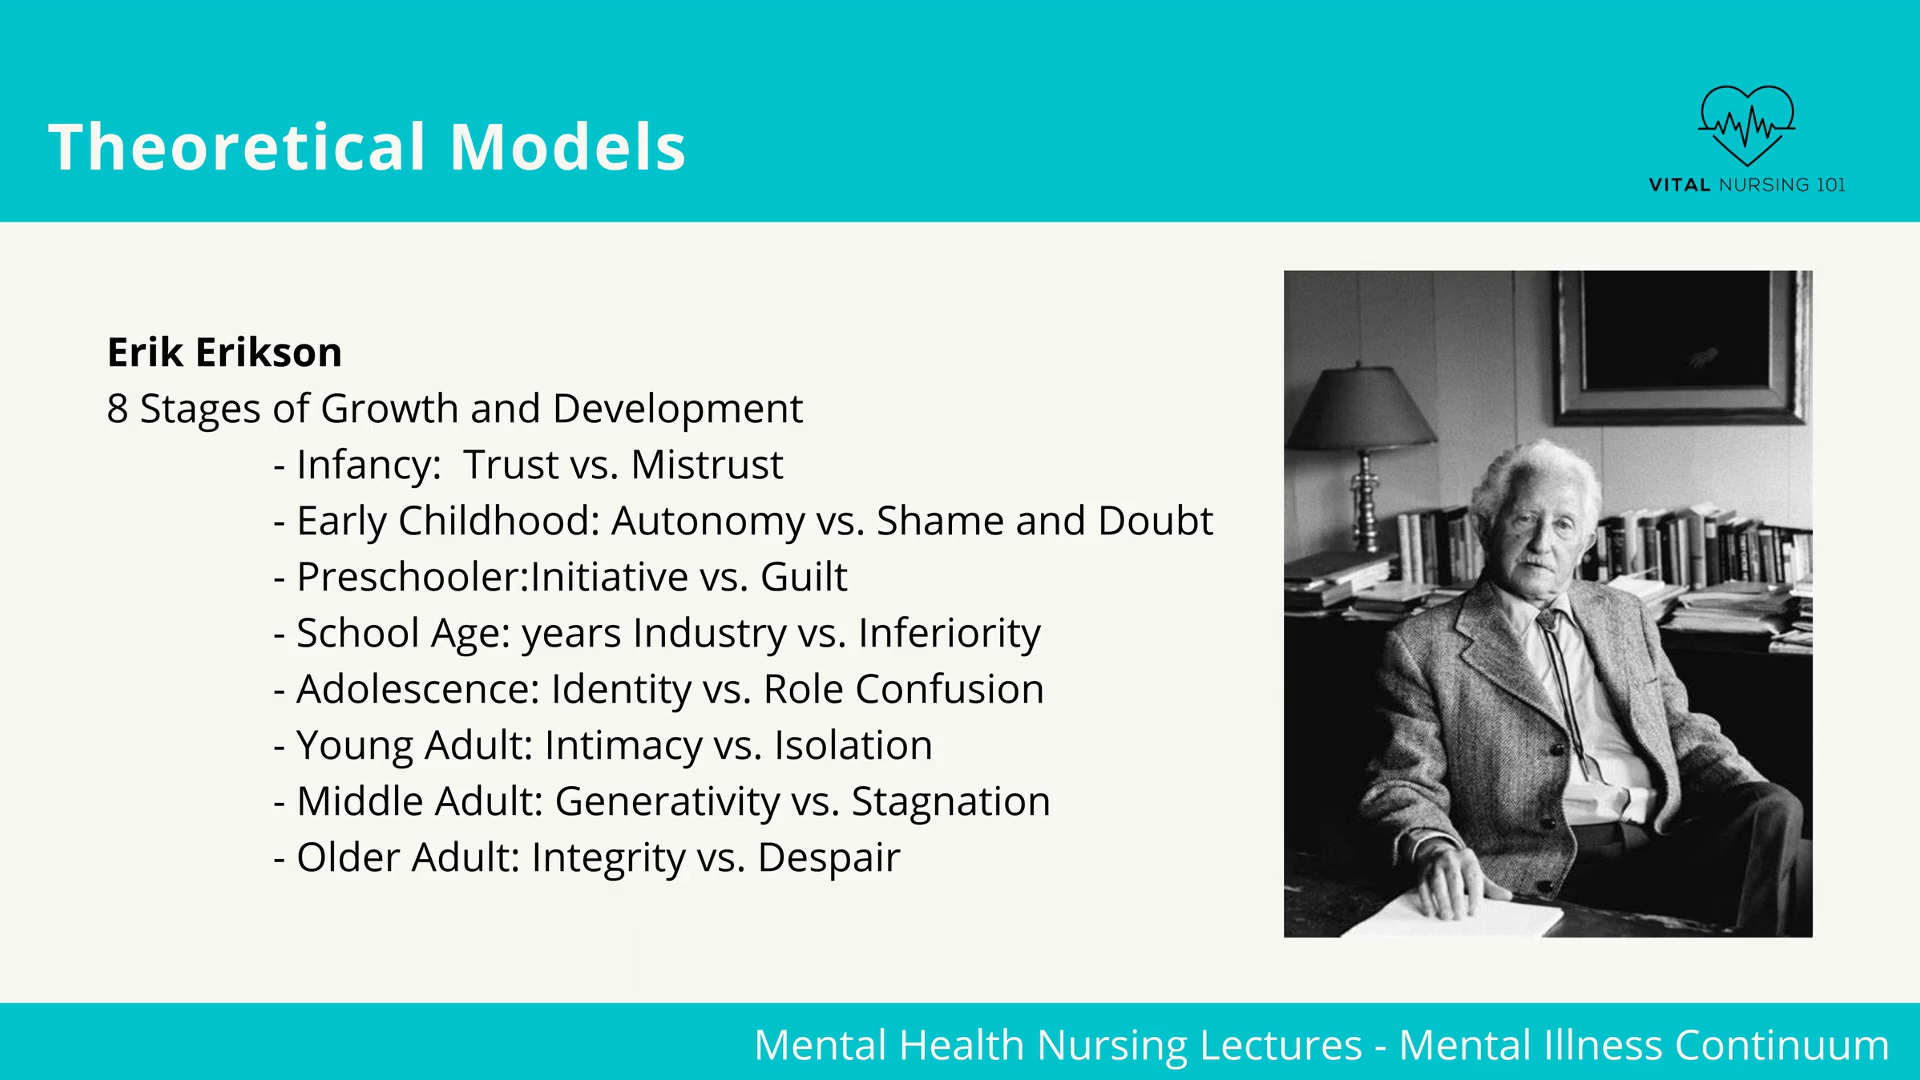 Theoretical Models
VITAL NURSING 101
Erik Erikson
8 Stages of Growth and Development
- Infancy:  Trust vs. Mistrust
- Early Childhood: Autonomy vs. Shame and Doubt
- Preschooler:Initiative vs. Guilt
- School Age: years Industry vs. Inferiority
- Adolescence: Identity vs. Role Confusion
- Young Adult: Intimacy vs. Isolation
- Middle Adult: Generativity vs. Stagnation
- Older Adult: Integrity vs. Despair
Mental Health Nursing Lectures - Mental Illness Continuum